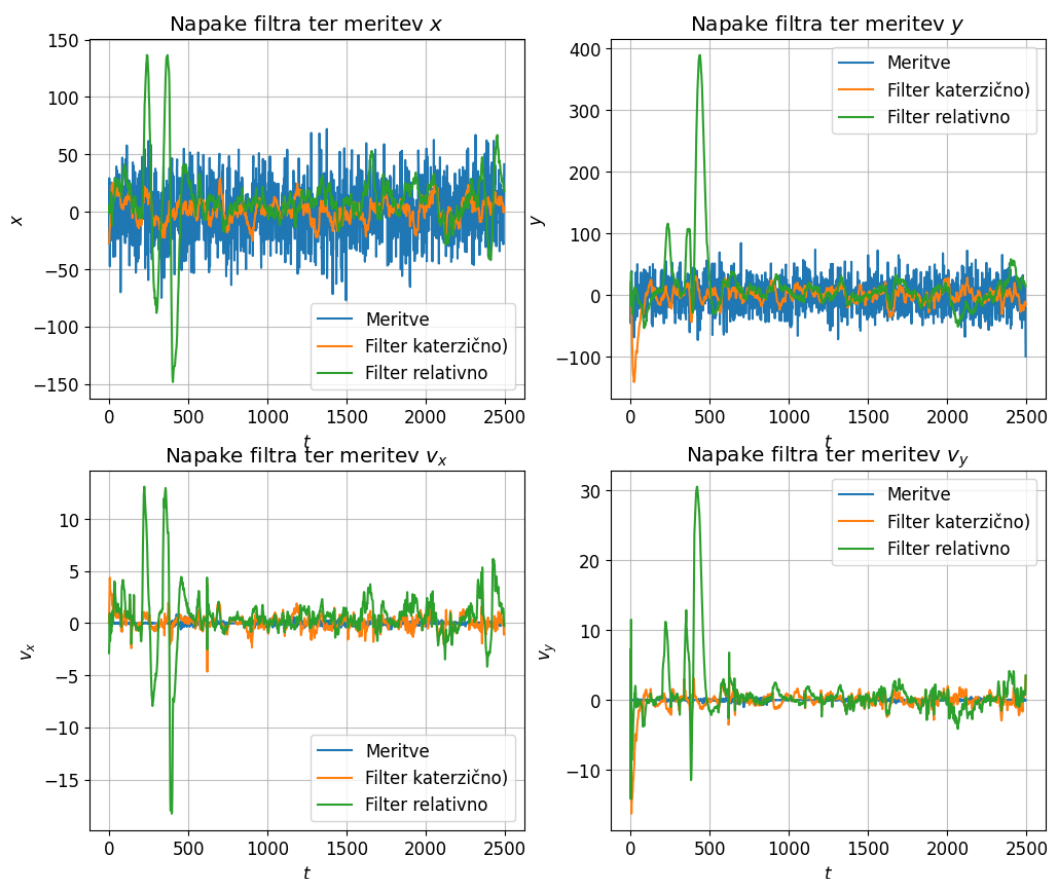 Napake filtra ter meritev x
150
100
50
0
−50
−100
−150
x
0 500 1000 1500 2000 2500
t
Meritve
Filter katerzično)
Filter relativno
Napake filtra ter meritev y
400
300
200
100
0
−100
y
0 500 1000 1500 2000 2500
t
Meritve
Filter katerzično)
Filter relativno
Napake filtra ter meritev v_x
10
5
0
−5
−10
−15
v_x
0 500 1000 1500 2000 2500
t
Meritve
Filter katerzično)
Filter relativno
Napake filtra ter meritev v_y
30
20
10
0
−10
v_y
0 500 1000 1500 2000 2500
t
Meritve
Filter katerzično)
Filter relativno